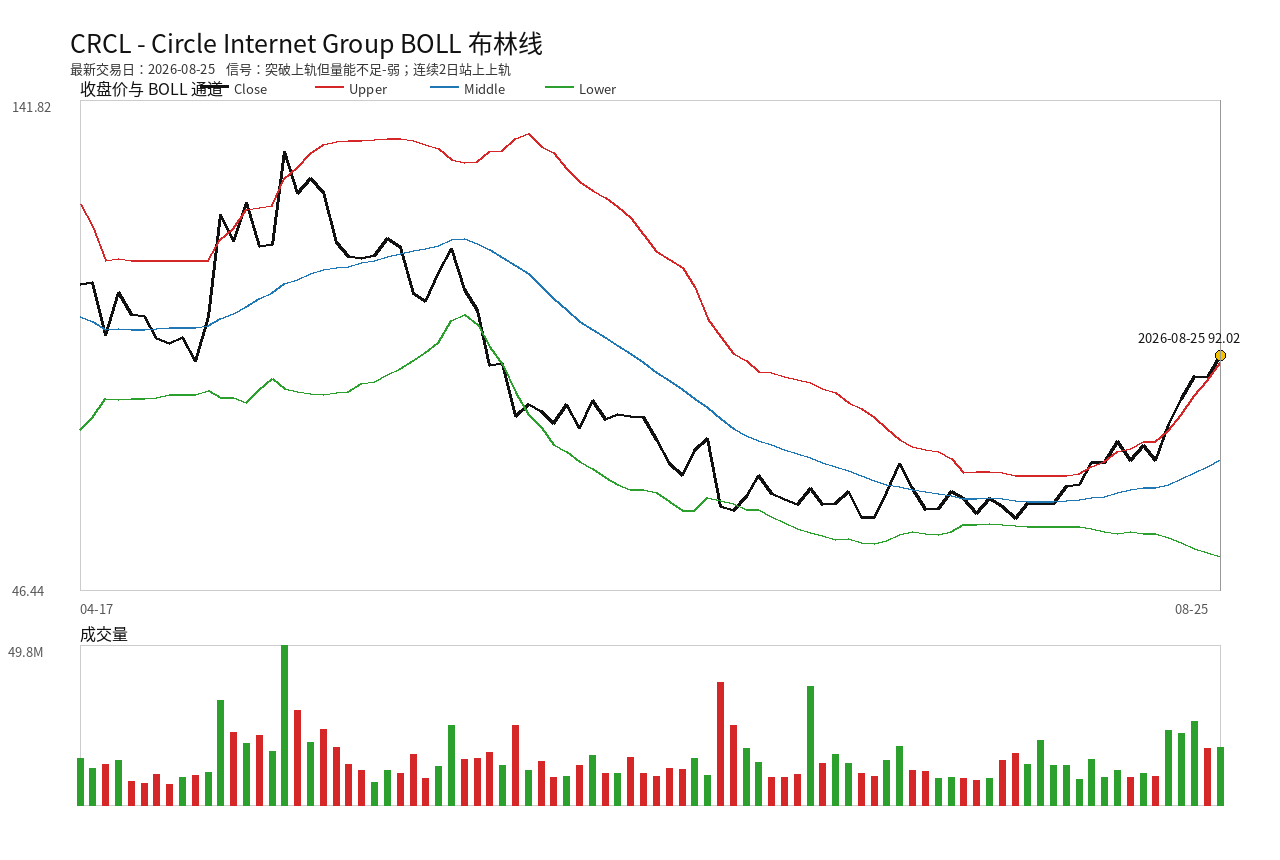 CRCL - Circle Internet Group BOLL 布林线
最新交易日：2026-08-25 信号：突破上轨但量能不足-弱；连续2日站上上轨
收盘价与 BOLL 通道 Close Upper Middle Lower
141.82
2026-08-25 92.02
46.44
04-17 08-25
成交量
49.8M